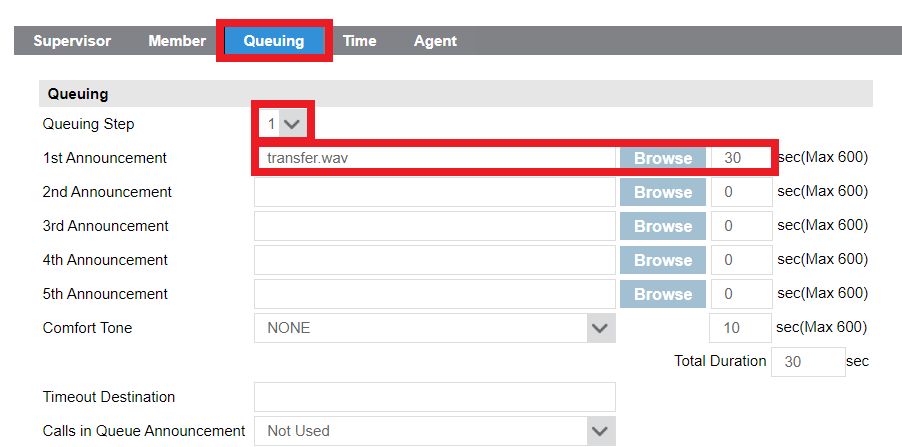 Supervisor Member Queuing Time Agent
Queuing
Queuing Step 1
1st Announcement transfer.wav Browse 30 sec(Max 600)
2nd Announcement Browse 0 sec(Max 600)
3rd Announcement Browse 0 sec(Max 600)
4th Announcement Browse 0 sec(Max 600)
5th Announcement Browse 0 sec(Max 600)
Comfort Tone NONE 10 sec(Max 600)
Total Duration 30 sec
Timeout Destination
Calls in Queue Announcement Not Used